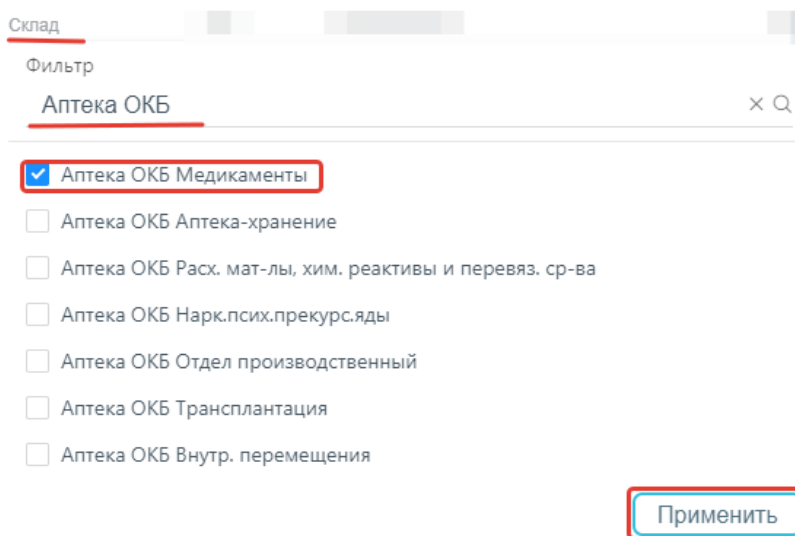 Склад
Фильтр
Аптека ОКБ
Аптека ОКБ Медикаменты
Аптека ОКБ Аптека-хранение
Аптека ОКБ Расх. мат-лы, хим. реактивы и перевяз. ср-ва
Аптека ОКБ Нарк.псих.прекурс.яды
Аптека ОКБ Отдел производственный
Аптека ОКБ Трансплантация
Аптека ОКБ Внутр. перемещения
Применить